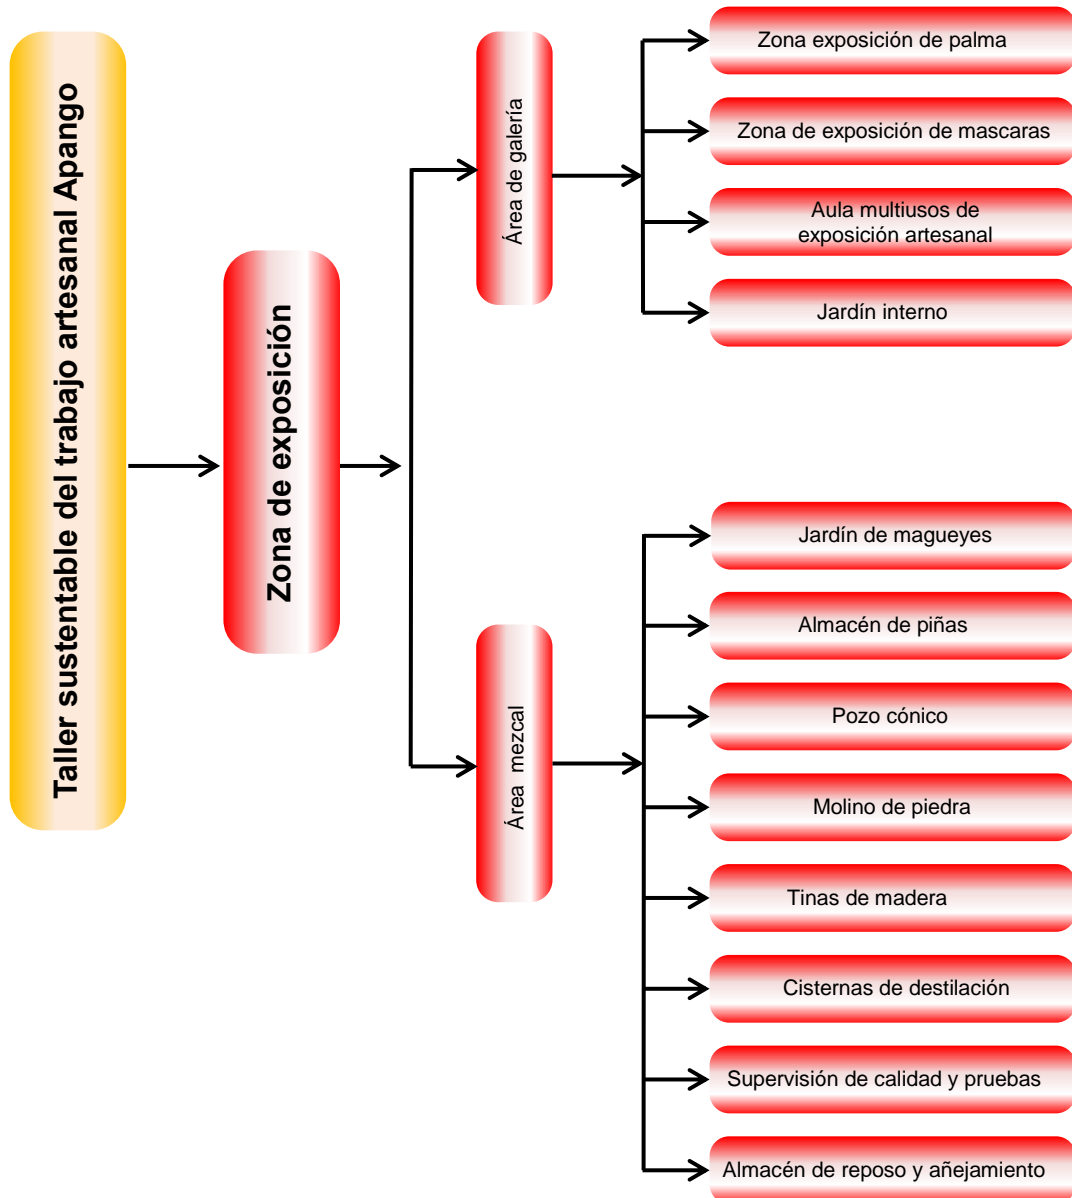 Taller sustentable del trabajo artesanal Apango
Zona de exposición
Área de galería
Zona exposición de palma
Zona de exposición de mascaras
Aula multiusos de
exposición artesanal
Jardín interno
Área mezcal
Jardín de magueyes
Almacén de piñas
Pozo cónico
Molino de piedra
Tinas de madera
Cisternas de destilación
Supervisión de calidad y pruebas
Almacén de reposo y añejamiento